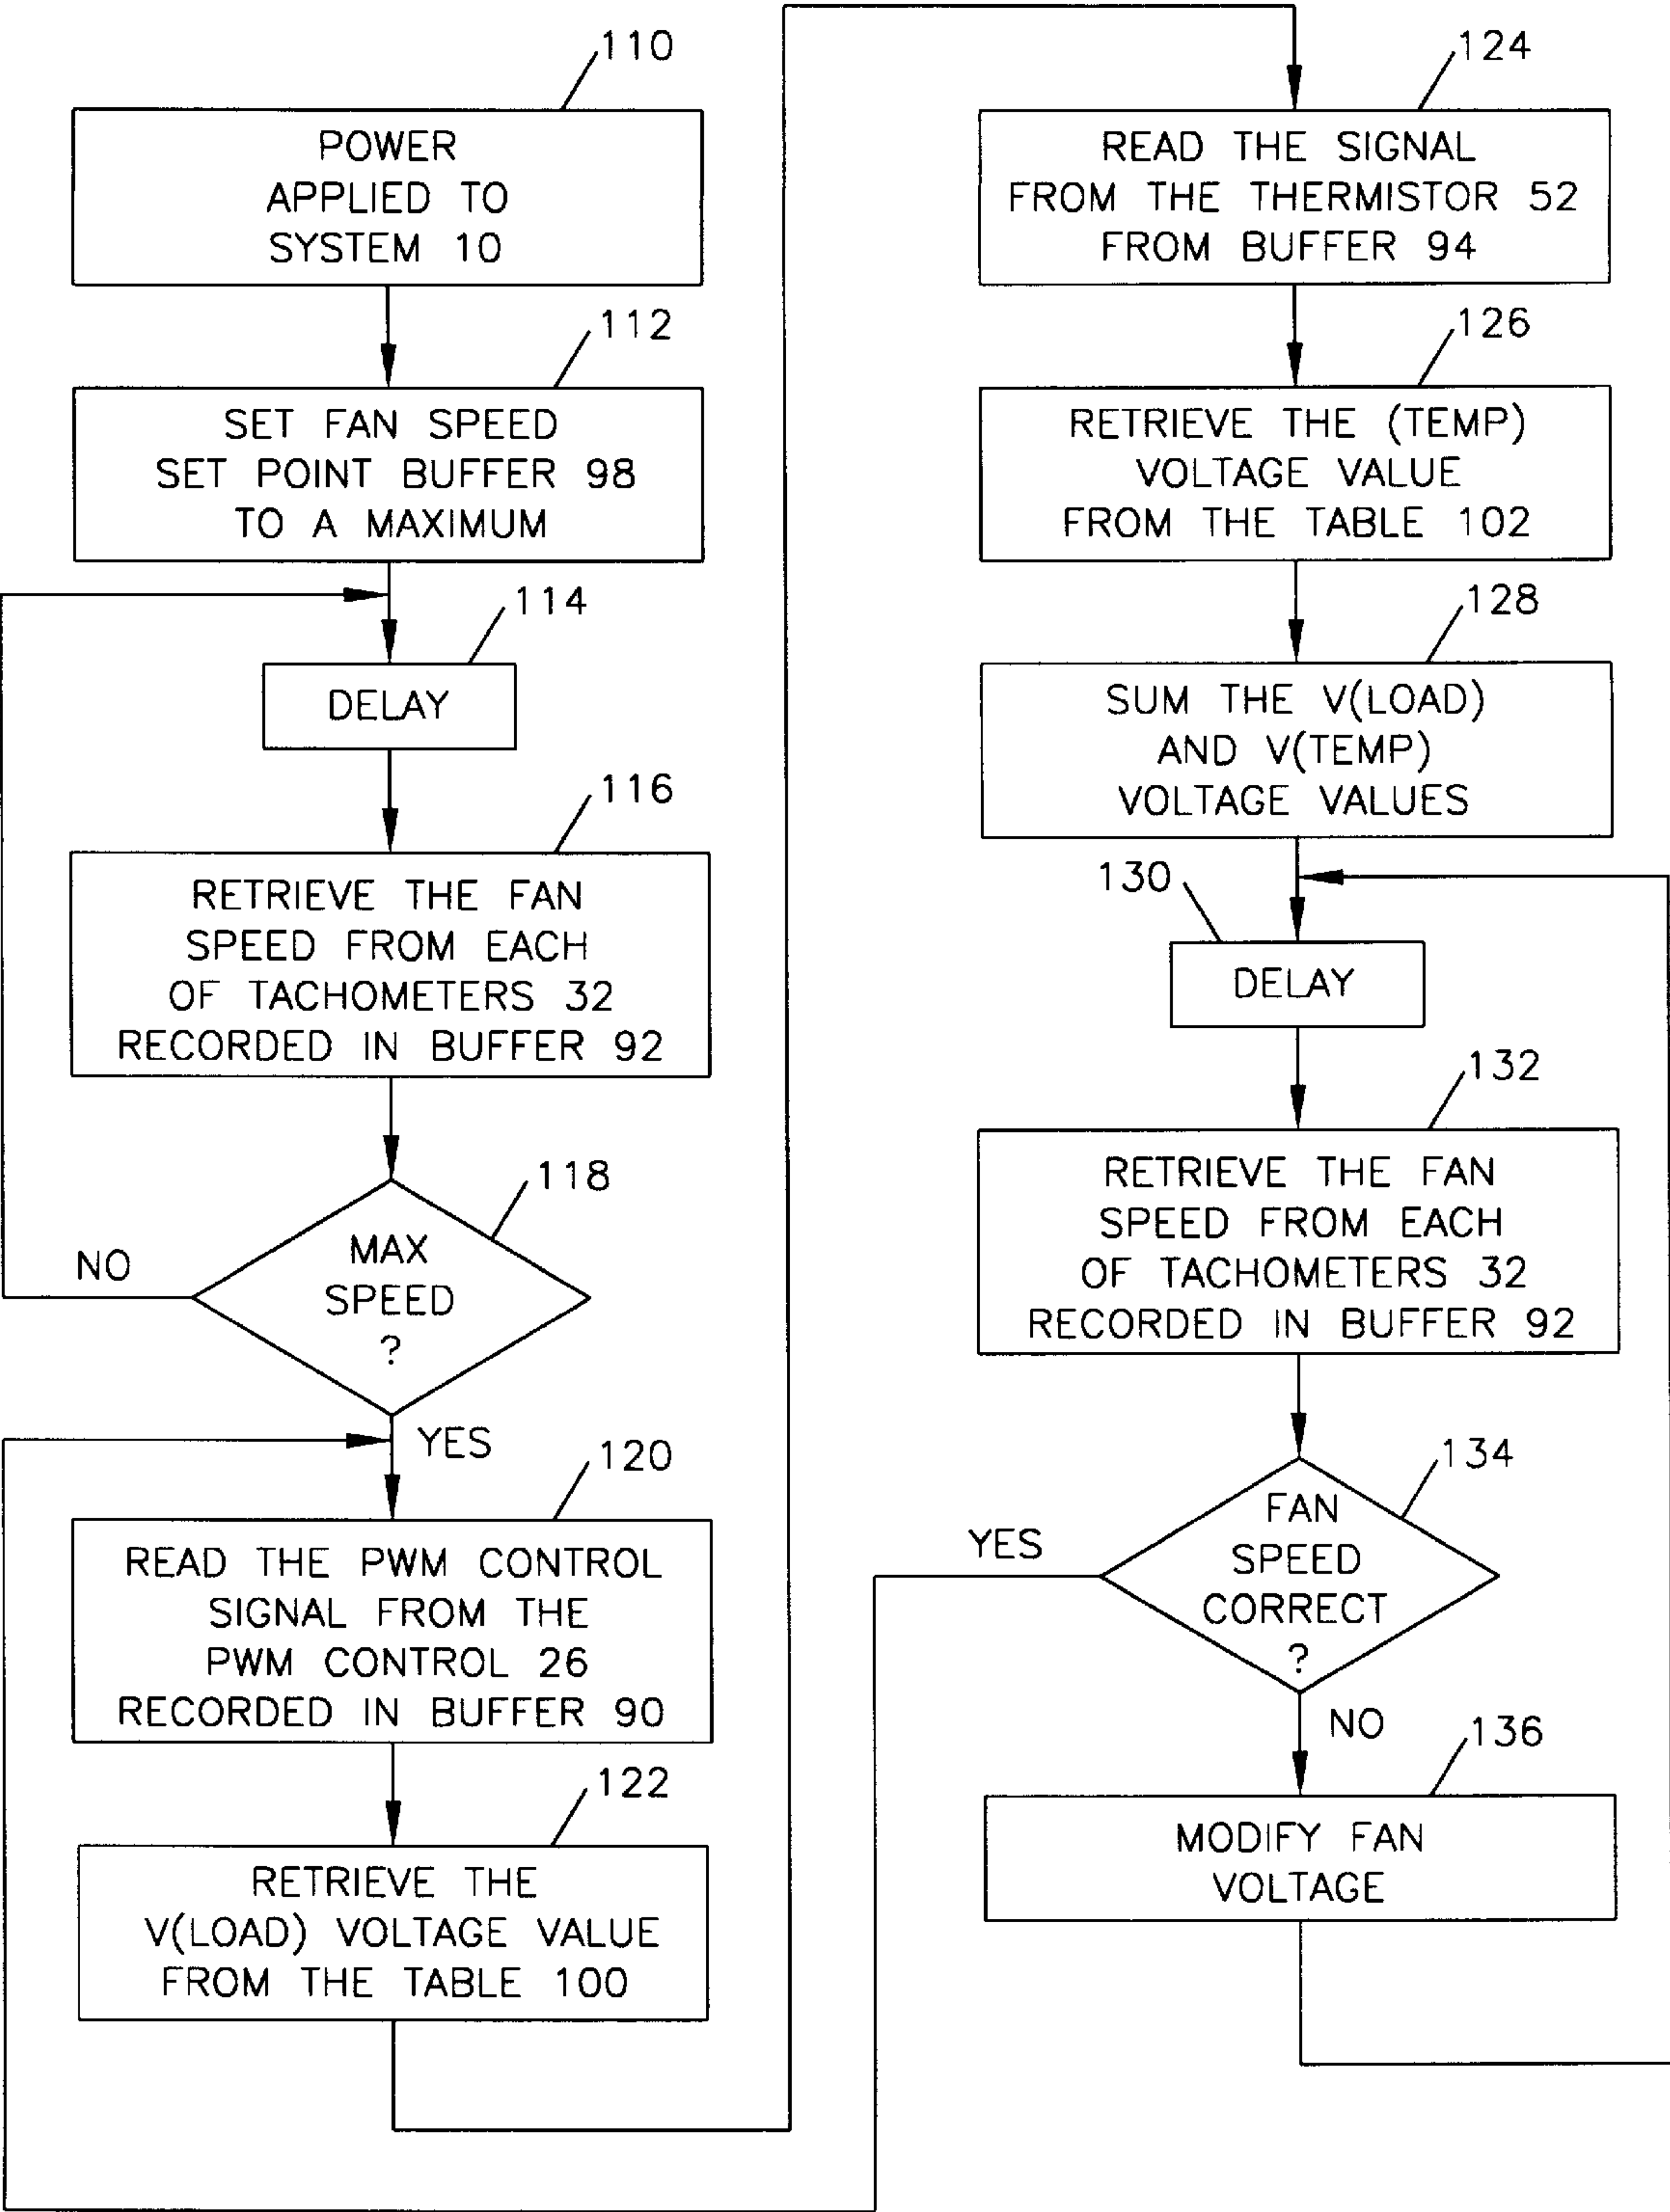 110
POWER
APPLIED TO
SYSTEM 10
112
SET FAN SPEED
SET POINT BUFFER 98
TO A MAXIMUM
114
DELAY
116
RETRIEVE THE FAN
SPEED FROM EACH
OF TACHOMETERS 32
RECORDED IN BUFFER 92
118
MAX
SPEED
?
NO
YES
120
READ THE PWM CONTROL
SIGNAL FROM THE
PWM CONTROL 26
RECORDED IN BUFFER 90
122
RETRIEVE THE
V(LOAD) VOLTAGE VALUE
FROM THE TABLE 100
124
READ THE SIGNAL
FROM THE THERMISTOR 52
FROM BUFFER 94
126
RETRIEVE THE (TEMP)
VOLTAGE VALUE
FROM THE TABLE 102
128
SUM THE V(LOAD)
AND V(TEMP)
VOLTAGE VALUES
130
DELAY
132
RETRIEVE THE FAN
SPEED FROM EACH
OF TACHOMETERS 32
RECORDED IN BUFFER 92
134
FAN
SPEED
CORRECT
?
YES
NO
136
MODIFY FAN
VOLTAGE